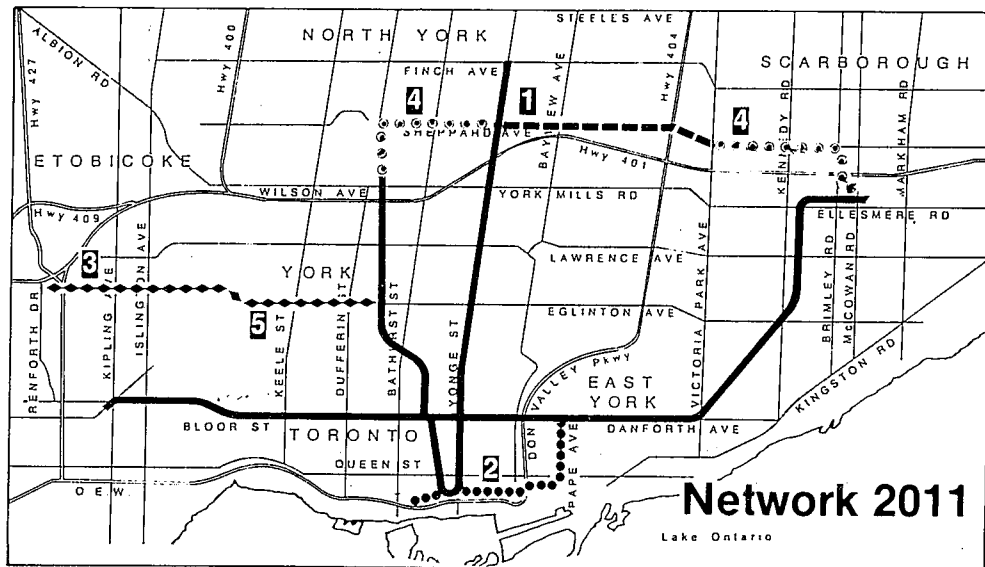 STEELES AVE
NORTH YORK
ALBION RD
Hwy 427
Hwy 400
FINCH AVE
Hwy 404
SCARBOROUGH
4
1
SHEPPARD AVE
BAYVIEW AVE
4
KENNEDY RD
MARKHAM RD
ETOBICOKE
Hwy 401
WILSON AVE
YORK MILLS RD
Hwy 409
ELLESMERE RD
3
YORK
LAWRENCE AVE
RENFORTH DR
KIPLING AVE
ISLINGTON AVE
5
KEELE ST
DUFFERIN ST
BATHURST ST
YONGE ST
EGLINTON AVE
VICTORIA PARK AVE
BRIMLEY RD
McCOWAN RD
DON VALLEY Pkwy
EAST
YORK
KINGSTON RD
BLOOR ST
TORONTO
DANFORTH AVE
QUEEN ST
2
PAPE AVE
Q.E.W.
Network 2011
Lake Ontario